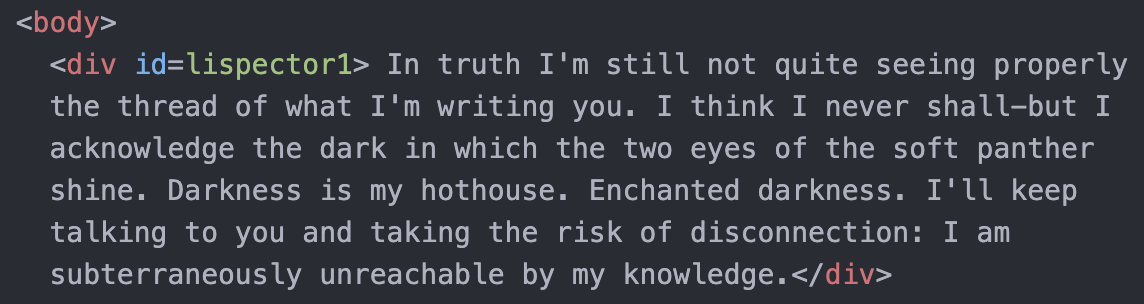 <body>
<div id=lispector1> In truth I'm still not quite seeing properly
the thread of what I'm writing you. I think I never shall—but I
acknowledge the dark in which the two eyes of the soft panther
shine. Darkness is my hothouse. Enchanted darkness. I'll keep
talking to you and taking the risk of disconnection: I am
subterraneously unreachable by my knowledge.</div>